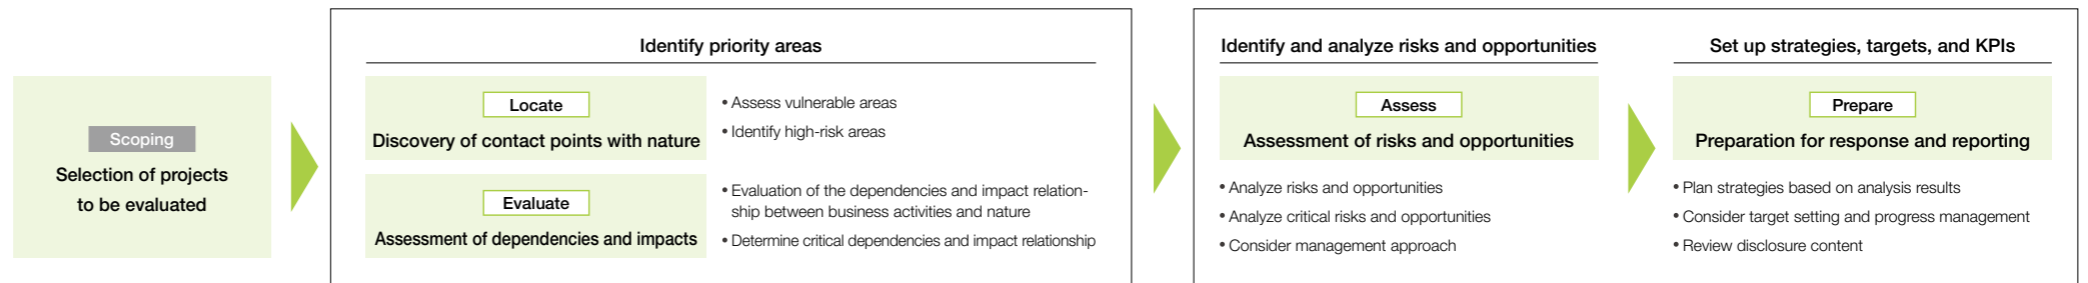 Scoping
Selection of projects
to be evaluated
Identify priority areas
Locate
Discovery of contact points with nature
• Assess vulnerable areas
• Identify high-risk areas
Evaluate
Assessment of dependencies and impacts
• Evaluation of the dependencies and impact relation-
ship between business activities and nature
• Determine critical dependencies and impact relationship
Identify and analyze risks and opportunities
Assess
Assessment of risks and opportunities
• Analyze risks and opportunities
• Analyze critical risks and opportunities
• Consider management approach
Set up strategies, targets, and KPIs
Prepare
Preparation for response and reporting
• Plan strategies based on analysis results
• Consider target setting and progress management
• Review disclosure content